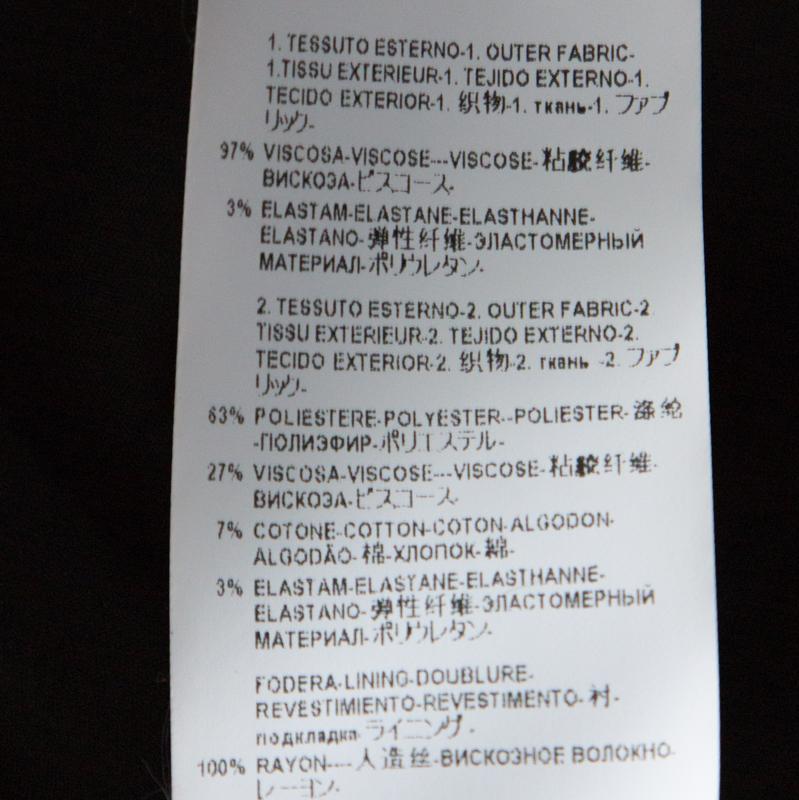 1. TESSUTO ESTERNO-1. OUTER FABRIC-
1.TISSU EXTERIEUR-1. TEJIDO EXTERNO-1.
TECIDO EXTERIOR-1. 织物-1. ткань-1. ファブ
リック-
97% VISCOSA-VISCOSE---VISCOSE-粘胶纤维-
ВИСКОЗА-ビスコース-
3% ELASTAM-ELASTANE-ELASTHANNE-
ELASTANO-弹性纤维-ЭЛАСТОМЕРНЫЙ
МАТЕРИАЛ-ポリウレタン-
2. TESSUTO ESTERNO-2. OUTER FABRIC-2.
TISSU EXTERIEUR-2. TEJIDO EXTERNO-2.
TECIDO EXTERIOR-2. 织物-2. ткань -2. ファブ
リック-
63% POLIESTERE-POLYESTER--POLIESTER-涤纶
-ПОЛИЭФИР-ポリエステル-
27% VISCOSA-VISCOSE---VISCOSE-粘胶纤维-
ВИСКОЗА-ビスコース-
7% COTONE-COTTON-COTON-ALGODON-
ALGODÃO-棉-ХЛОПОК-綿-
3% ELASTAM-ELASTANE-ELASTHANNE-
ELASTANO-弹性纤维-ЭЛАСТОМЕРНЫЙ
МАТЕРИАЛ-ポリウレタン-
FODERA-LINING-DOUBLURE-
REVESTIMIENTO-REVESTIMENTO-衬-
подкладка-ライニング-
100% RAYON----人造丝-ВИСКОЗНОЕ ВОЛОКНО-
レーヨン-